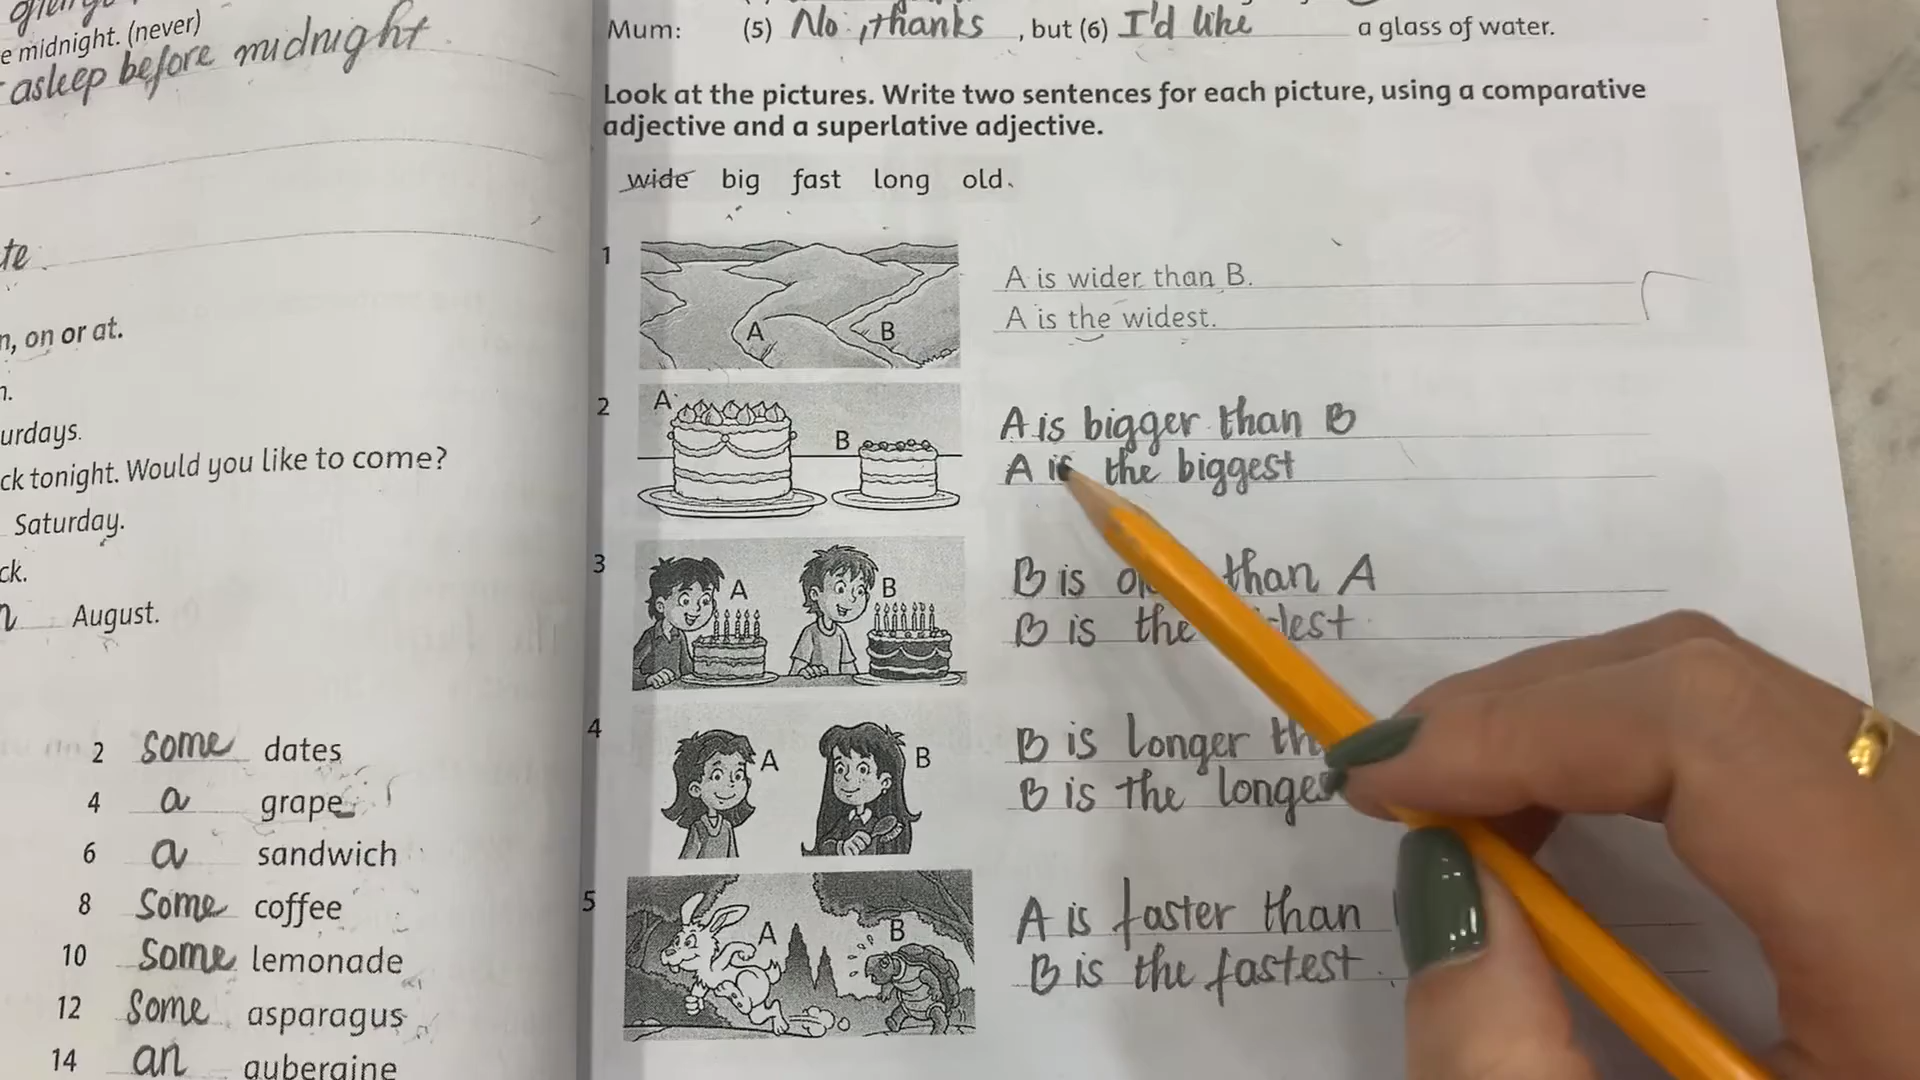 e midnight. (never)
asleep before midnight
te
n, on or at.
urdays.
ck tonight. Would you like to come?
Saturday.
ck.
August.
2 some dates
4 a grape
6 a sandwich
8 some coffee
10 some lemonade
12 some asparagus
14 an aubergine
Mum: (5) No, thanks, but (6) I'd like a glass of water.
Look at the pictures. Write two sentences for each picture, using a comparative
adjective and a superlative adjective.
wide big fast long old.
1
A B
A is wider than B.
A is the widest.
2
A B
A is bigger than B
A is the biggest
3
A B
B is than A
B is the
4
A B
B is longer
B is the
5
A B
A is faster than
B is the fastest.